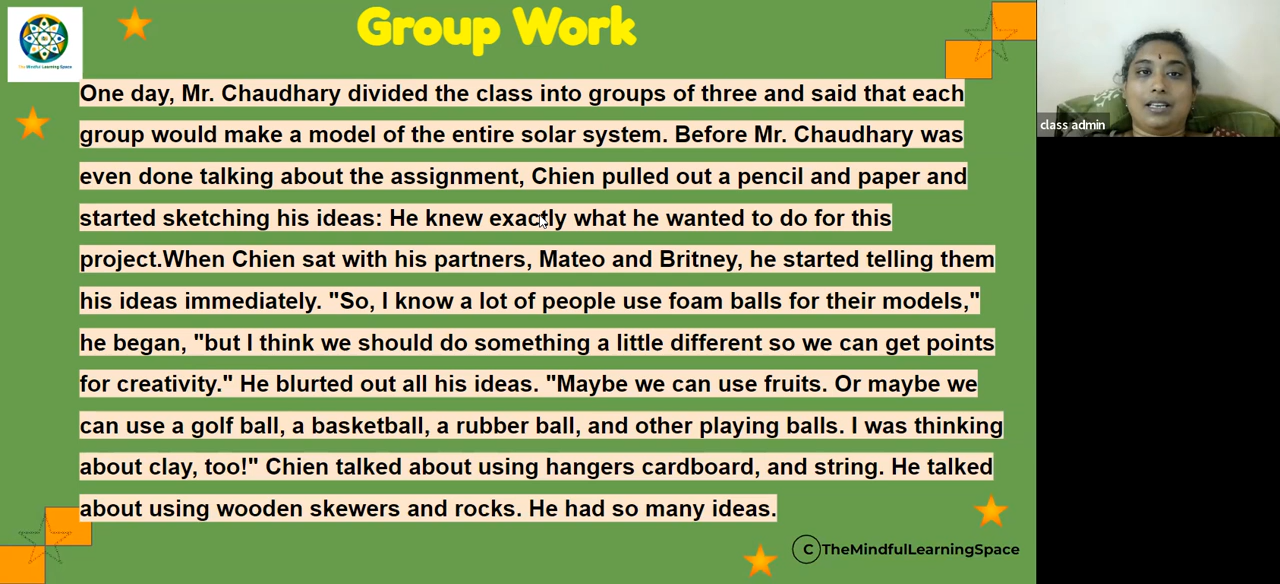 Group Work
The Mindful Learning Space
One day, Mr. Chaudhary divided the class into groups of three and said that each
group would make a model of the entire solar system. Before Mr. Chaudhary was
even done talking about the assignment, Chien pulled out a pencil and paper and
started sketching his ideas: He knew exactly what he wanted to do for this
project.When Chien sat with his partners, Mateo and Britney, he started telling them
his ideas immediately. "So, I know a lot of people use foam balls for their models,"
he began, "but I think we should do something a little different so we can get points
for creativity." He blurted out all his ideas. "Maybe we can use fruits. Or maybe we
can use a golf ball, a basketball, a rubber ball, and other playing balls. I was thinking
about clay, too!" Chien talked about using hangers cardboard, and string. He talked
about using wooden skewers and rocks. He had so many ideas.
©TheMindfulLearningSpace
class admin